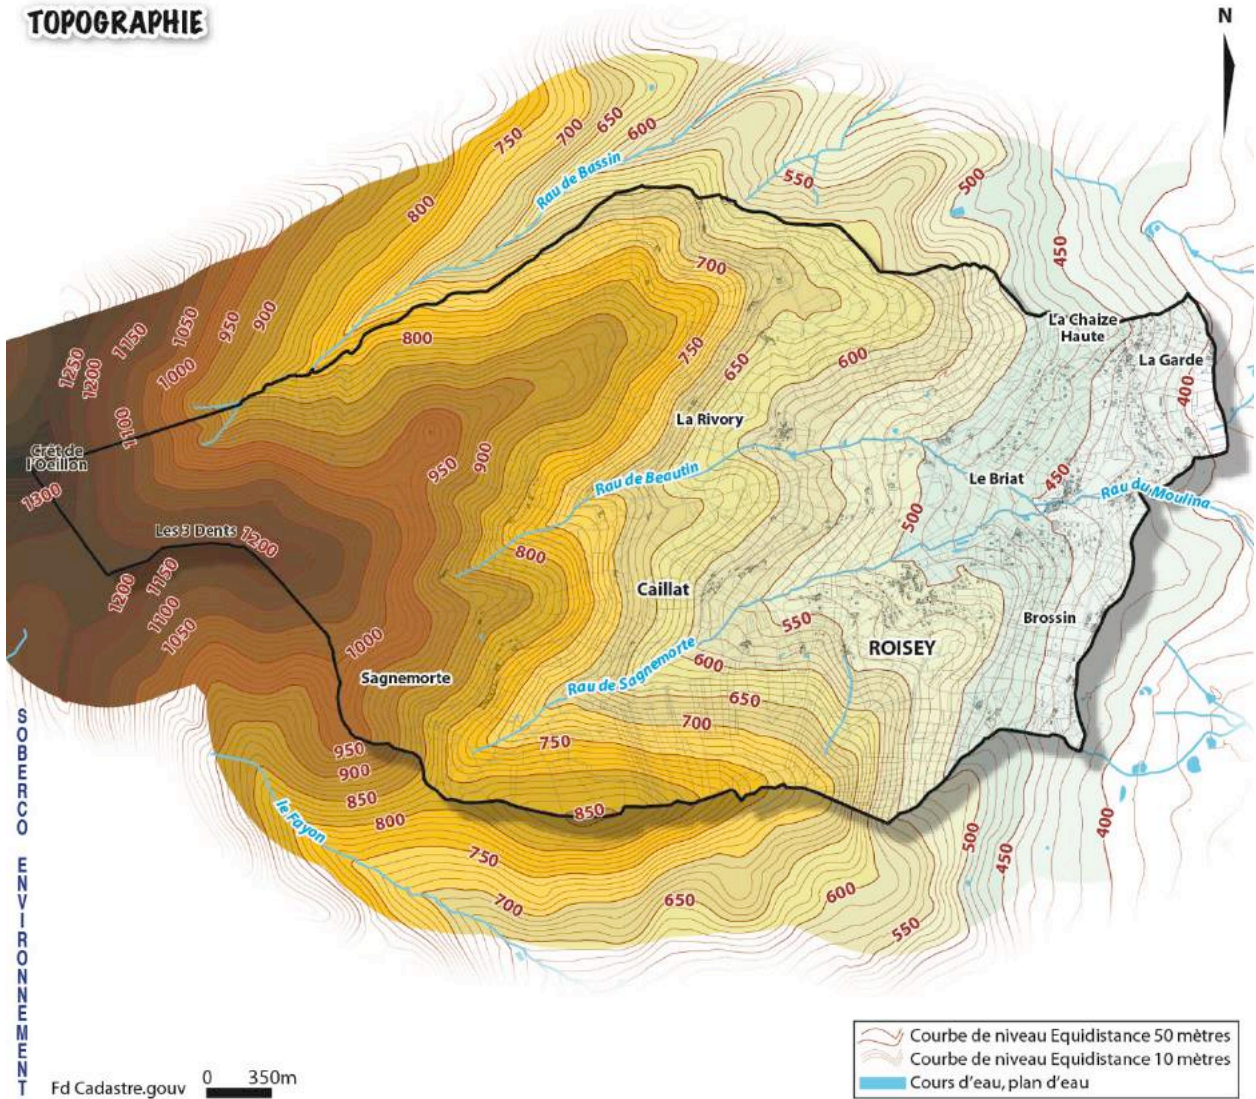 TOPOGRAPHIE
N
750
700
650
600
Rau de Bassin
550
500
450
800
1050
950
900
1150
1250
1200
1000
1100
700
800
750
650
600
La Chaize
Haute
La Garde
400
La Rivory
Crêt de
l'Oeillon
1300
950
900
Rau de Beautin
Le Briat
450
Rau du Moulina
500
Les 3 Dents
1200
800
1200
1150
1100
1050
Caillat
550
Brossin
ROISEY
1000
Sagnemorte
Rau de Sagnemorte
600
650
700
750
950
900
850
800
850
le Fayon
750
700
650
600
550
500
450
400
SOBERCO ENVIRONNEMENT
Courbe de niveau Equidistance 50 mètres
Courbe de niveau Equidistance 10 mètres
Cours d'eau, plan d'eau
Fd Cadastre.gouv
0 350m